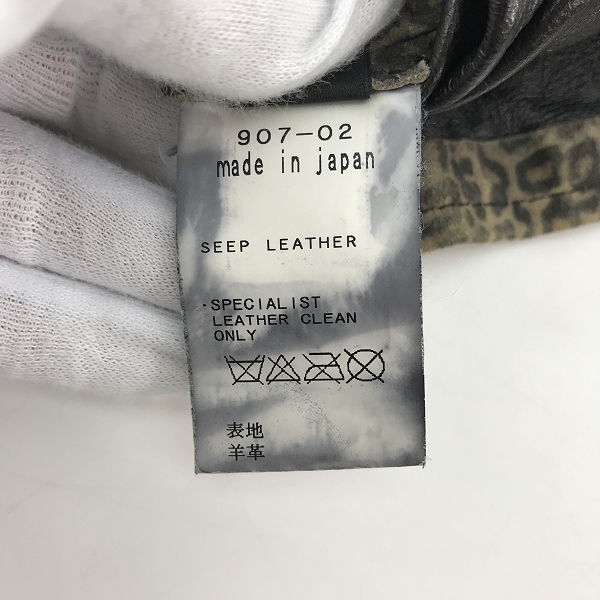 907-02
made in japan
SEEP LEATHER
・SPECIALIST
LEATHER CLEAN
ONLY
表地
羊革